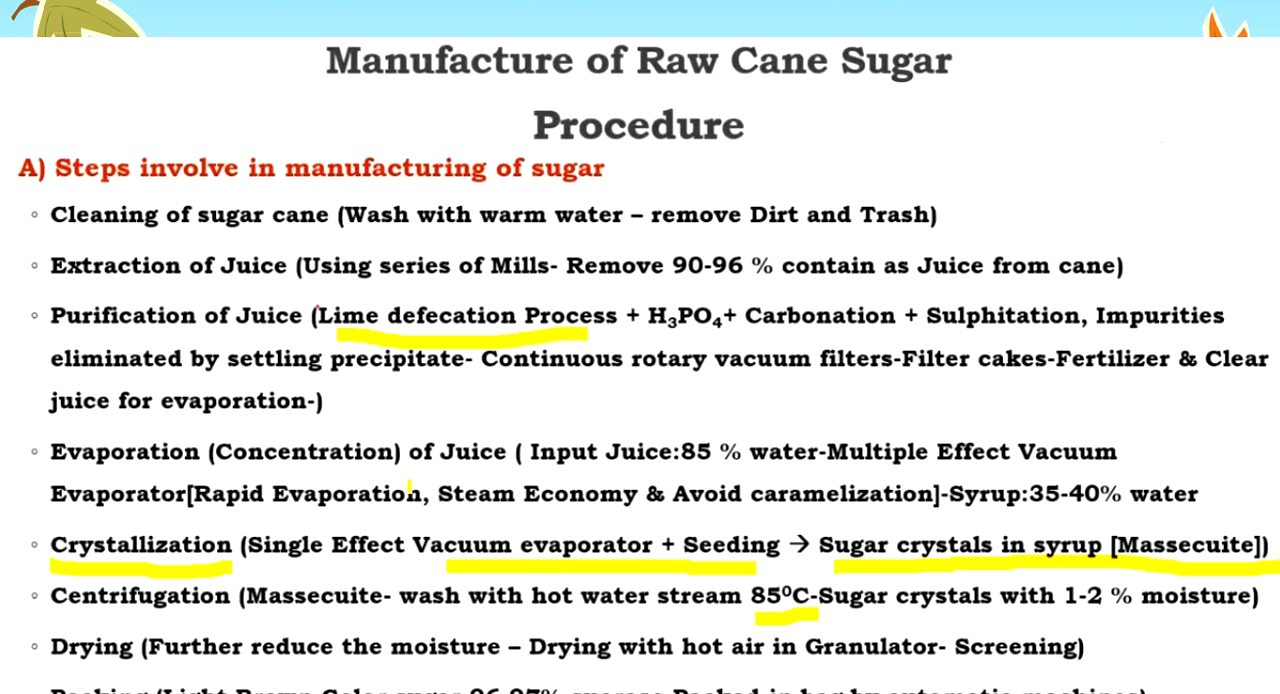 Manufacture of Raw Cane Sugar
Procedure
A) Steps involve in manufacturing of sugar
◦ Cleaning of sugar cane (Wash with warm water – remove Dirt and Trash)
◦ Extraction of Juice (Using series of Mills- Remove 90-96 % contain as Juice from cane)
◦ Purification of Juice (Lime defecation Process + H₃PO₄+ Carbonation + Sulphitation, Impurities
eliminated by settling precipitate- Continuous rotary vacuum filters-Filter cakes-Fertilizer & Clear
juice for evaporation-)
◦ Evaporation (Concentration) of Juice ( Input Juice:85 % water-Multiple Effect Vacuum
Evaporator[Rapid Evaporation, Steam Economy & Avoid caramelization]-Syrup:35-40% water
◦ Crystallization (Single Effect Vacuum evaporator + Seeding → Sugar crystals in syrup [Massecuite])
◦ Centrifugation (Massecuite- wash with hot water stream 85⁰C-Sugar crystals with 1-2 % moisture)
◦ Drying (Further reduce the moisture – Drying with hot air in Granulator- Screening)